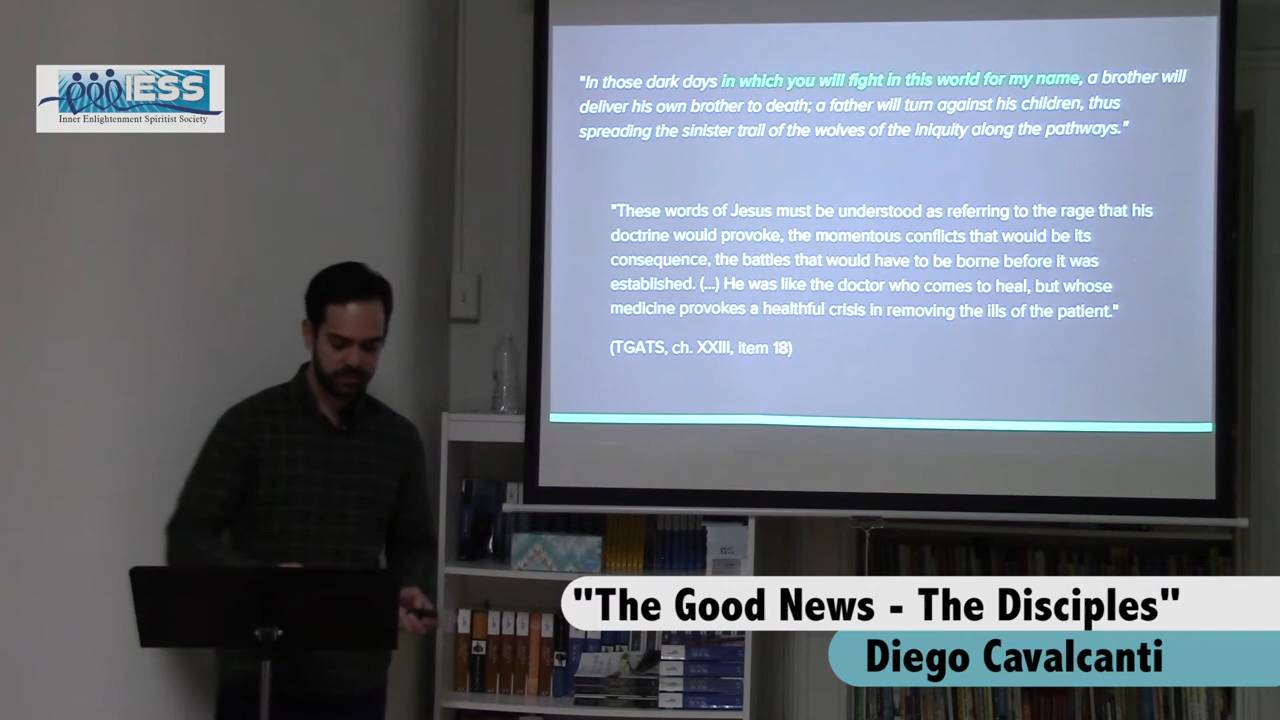 IESS
Inner Enlightenment Spiritist Society
"In those dark days in which you will fight in this world for my name, a brother will
deliver his own brother to death; a father will turn against his children, thus
spreading the sinister trail of the wolves of the iniquity along the pathways."
"These words of Jesus must be understood as referring to the rage that his
doctrine would provoke, the momentous conflicts that would be its
consequence, the battles that would have to be borne before it was
established. (...) He was like the doctor who comes to heal, but whose
medicine provokes a healthful crisis in removing the ills of the patient."
(TGATS, ch. XXIII, item 18)
"The Good News - The Disciples"
Diego Cavalcanti